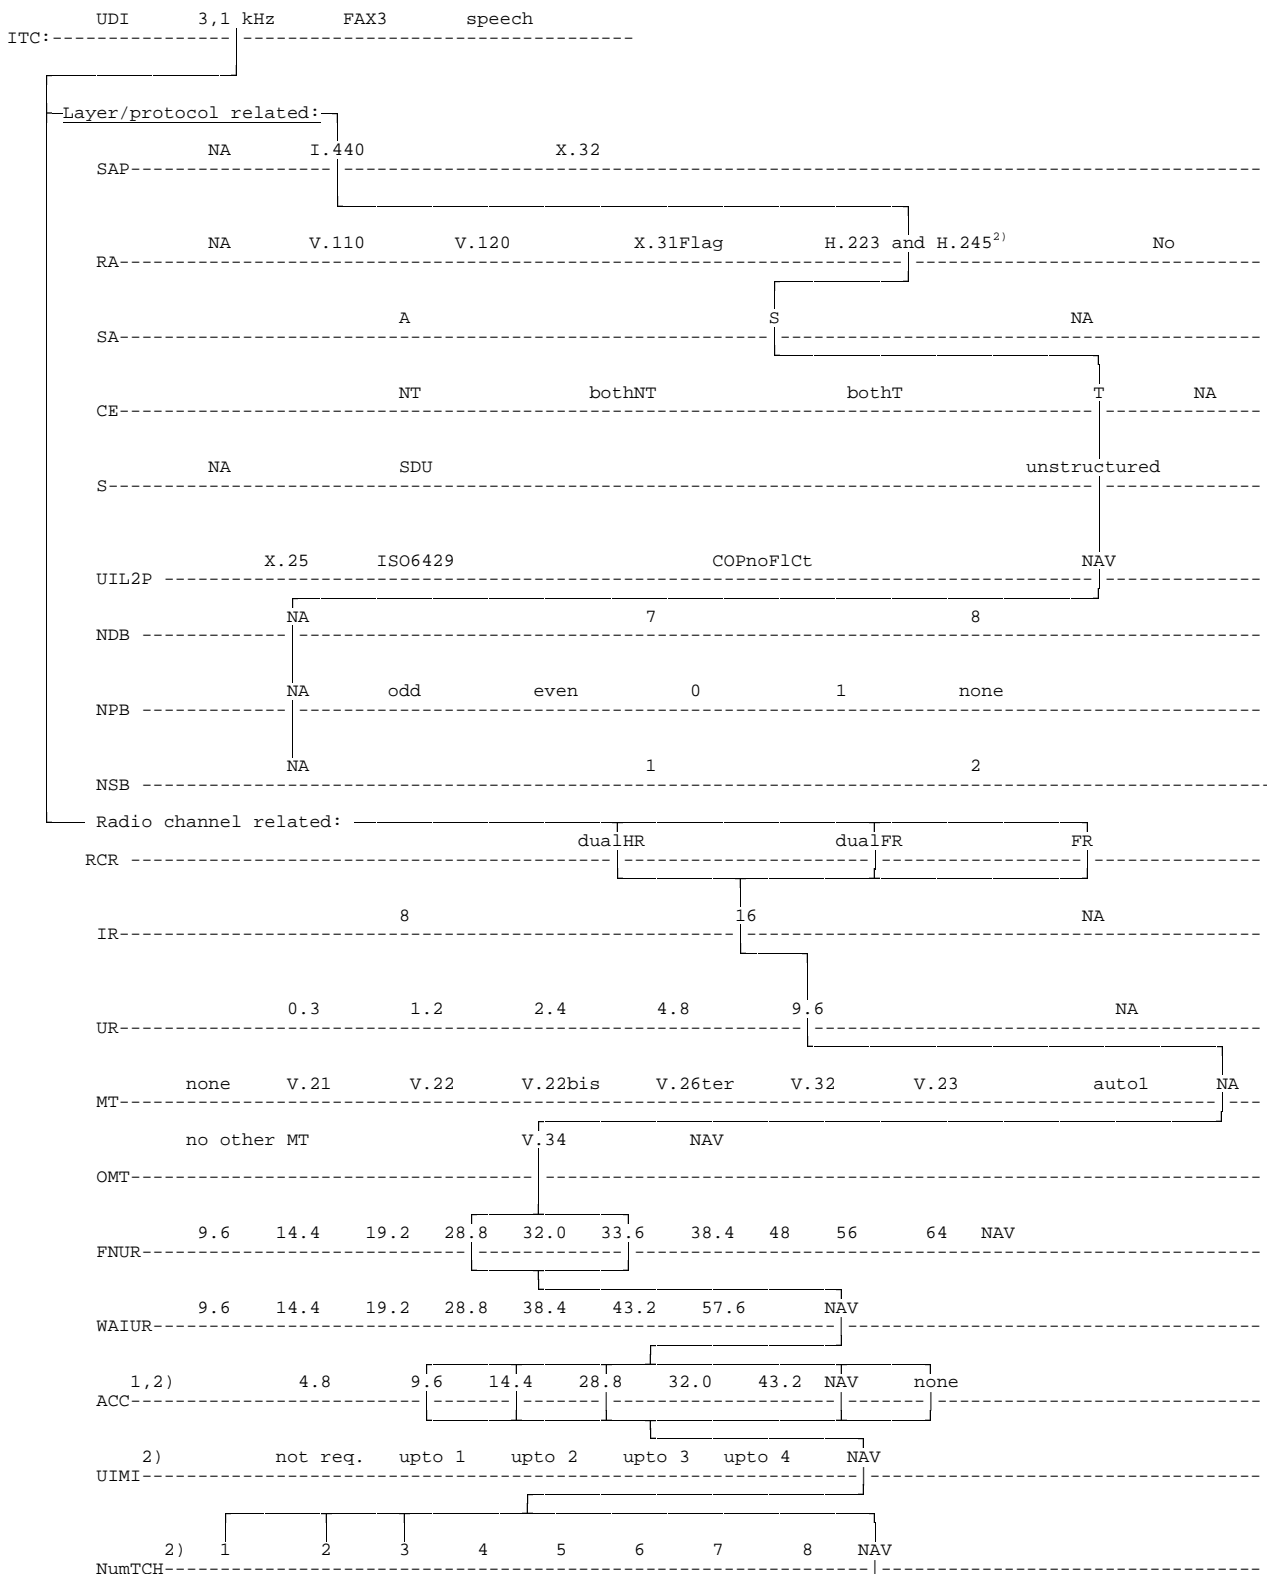 UDI 3,1 kHz FAX3 speech
ITC:
Layer/protocol related:
NA I.440 X.32
SAP
NA V.110 V.120 X.31Flag H.223 and H.245 2) No
RA
A S NA
SA
NT bothNT bothT T NA
CE
NA SDU unstructured
S
X.25 ISO6429 COPnoFlCt NAV
UIL2P
NA 7 8
NDB
NA odd even 0 1 none
NPB
NA 1 2
NSB
Radio channel related:
dualHR dualFR FR
RCR
8 16 NA
IR
0.3 1.2 2.4 4.8 9.6 NA
UR
none V.21 V.22 V.22bis V.26ter V.32 V.23 auto1 NA
MT
no other MT V.34 NAV
OMT
9.6 14.4 19.2 28.8 32.0 33.6 38.4 48 56 64 NAV
FNUR
9.6 14.4 19.2 28.8 38.4 43.2 57.6 NAV
WAIUR
1,2) 4.8 9.6 14.4 28.8 32.0 43.2 NAV none
ACC
2) not req. upto 1 upto 2 upto 3 upto 4 NAV
UIMI
2) 1 2 3 4 5 6 7 8 NAV
NumTCH